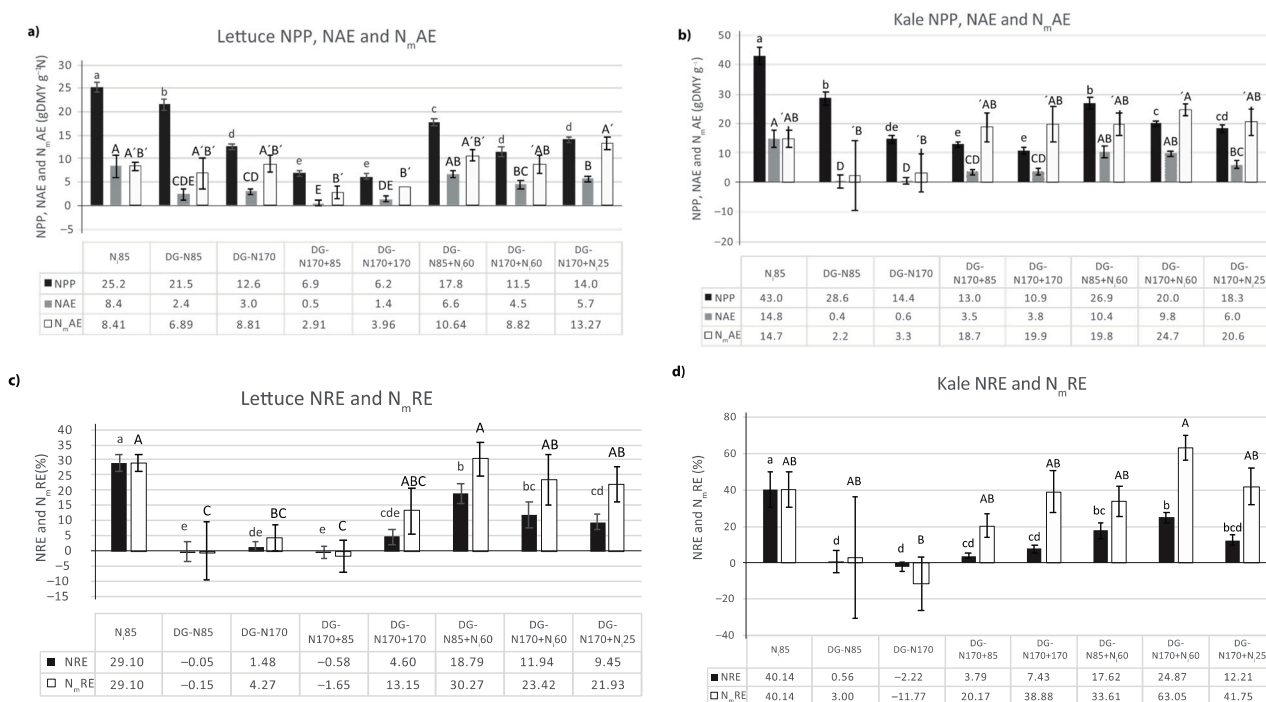 a)
Lettuce NPP, NAE and NmAE
NPP, NAE and NmAE (gDMY g⁻¹N)
30
25
20
15
10
5
0
−5
a
A
A´B´
b
CDE
A´B´
d
CD
A´B´
e
E
B´
e
DE
B´
c
AB
A´B´
d
BC
´AB
d
B
A´
Ni85 DG-N85 DG-N170 DG-N170+85 DG-N170+170 DG-N85+Ni60 DG-N170+Ni60 DG-N170+Ni25
NPP 25.2 21.5 12.6 6.9 6.2 17.8 11.5 14.0
NAE 8.4 2.4 3.0 0.5 1.4 6.6 4.5 5.7
NmAE 8.41 6.89 8.81 2.91 3.96 10.64 8.82 13.27
b)
Kale NPP, NAE and NmAE
NPP, NAE and NmAE (gDMY g⁻¹)
50
40
30
20
10
0
−10
−20
a
A
´AB
b
D
´B
de
D
´B
e
CD
´AB
e
CD
´AB
b
AB
´AB
c
AB
´A
cd
BC
´AB
Ni85 DG-N85 DG-N170 DG-N170+85 DG-N170+170 DG-N85+Ni60 DG-N170+Ni60 DG-N170+Ni25
NPP 43.0 28.6 14.4 13.0 10.9 26.9 20.0 18.3
NAE 14.8 0.4 0.6 3.5 3.8 10.4 9.8 6.0
NmAE 14.7 2.2 3.3 18.7 19.9 19.8 24.7 20.6
c)
Lettuce NRE and NmRE
NRE and NmRE(%)
40
35
30
25
20
15
10
5
0
−5
−10
−15
a
A
e
C
de
BC
e
C
cde
ABC
b
A
bc
AB
cd
AB
Ni85 DG-N85 DG-N170 DG-N170+85 DG-N170+170 DG-N85+Ni60 DG-N170+Ni60 DG-N170+Ni25
NRE 29.10 −0.05 1.48 −0.58 4.60 18.79 11.94 9.45
NmRE 29.10 −0.15 4.27 −1.65 13.15 30.27 23.42 21.93
d)
Kale NRE and NmRE
NRE and NmRE (%)
80
60
40
20
0
−20
−40
a
AB
d
AB
d
B
cd
AB
cd
AB
bc
AB
b
A
bcd
AB
Ni85 DG-N85 DG-N170 DG-N170+85 DG-N170+170 DG-N85+Ni60 DG-N170+Ni60 DG-N170+Ni25
NRE 40.14 0.56 −2.22 3.79 7.43 17.62 24.87 12.21
NmRE 40.14 3.00 −11.77 20.17 38.88 33.61 63.05 41.75